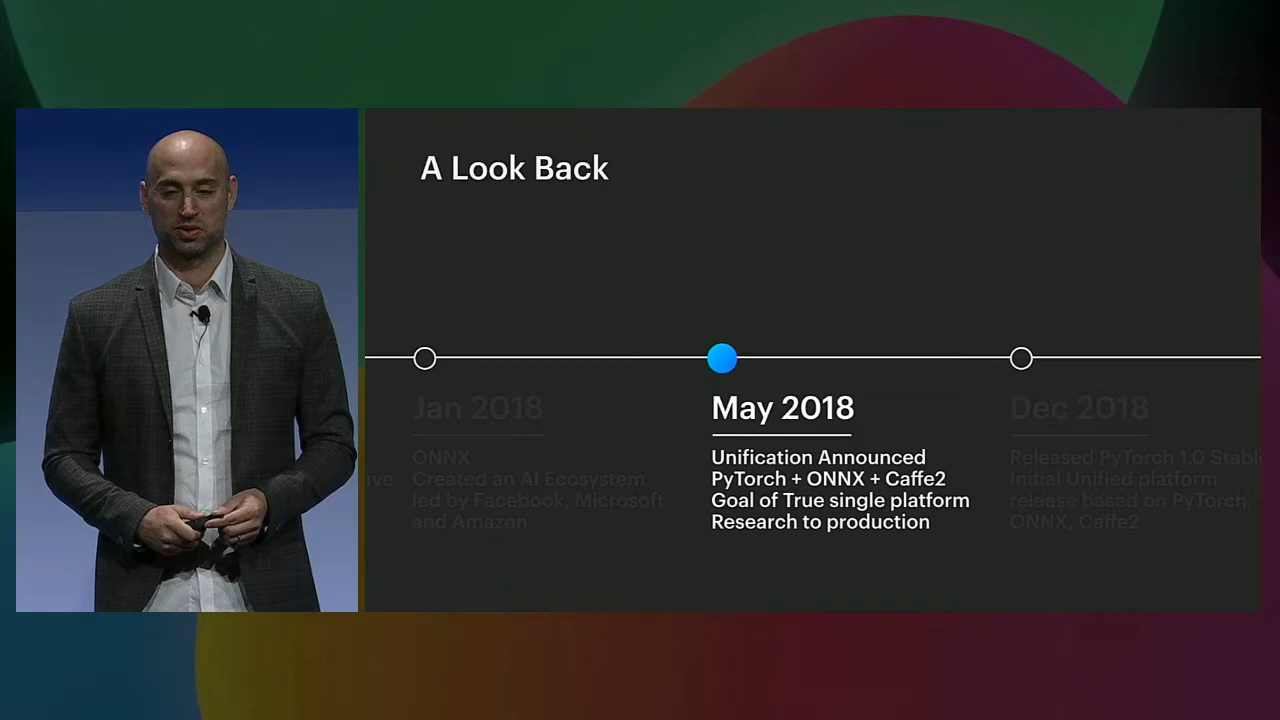 A Look Back
Jan 2018
ONNX
Created an AI Ecosystem
led by Facebook, Microsoft
and Amazon
ive
May 2018
Unification Announced
PyTorch + ONNX + Caffe2
Goal of True single platform
Research to production
Dec 2018
Released PyTorch 1.0 Stabl
Initial Unified platform
release based on PyTorch
ONNX, Caffe2